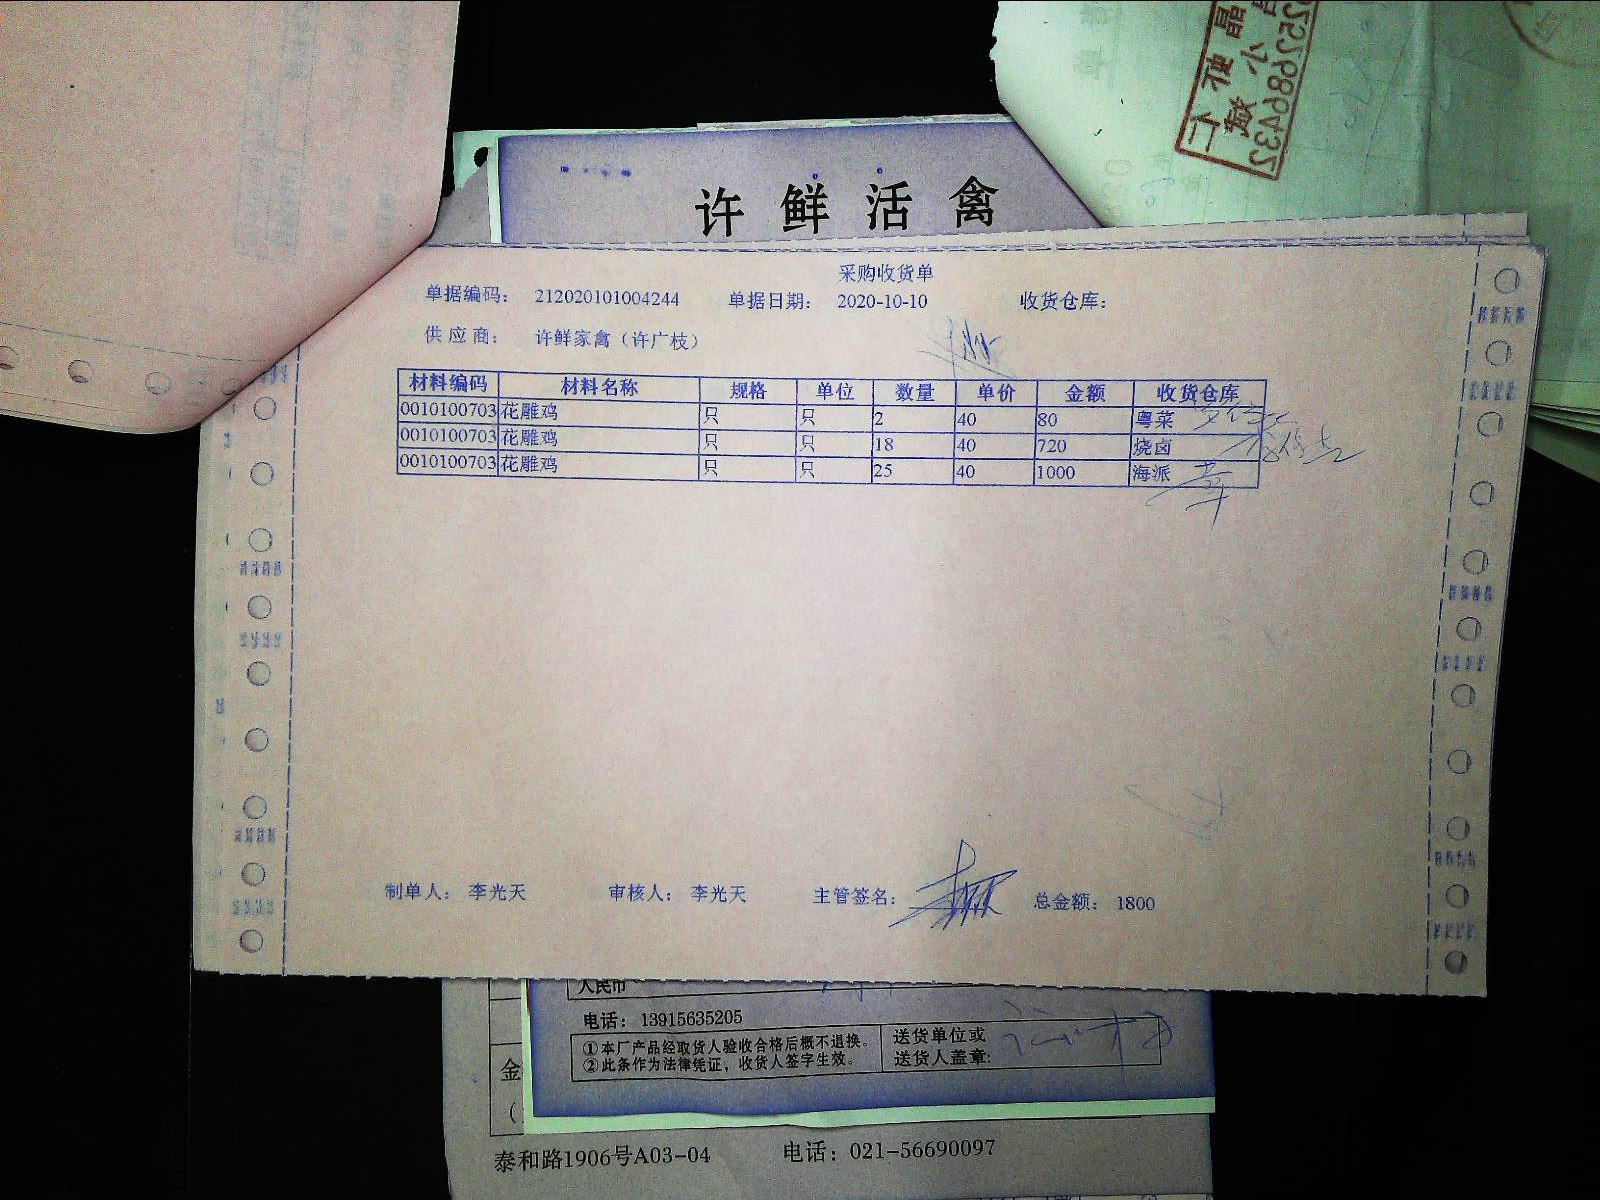 许鲜活禽
采购收货单
单据编码: 212020101004244 单据日期: 2020-10-10 收货仓库:
供应商: 许鲜家禽（许广枝）
材料编码 材料名称 规格 单位 数量 单价 金额 收货仓库
0010100703 花雕鸡 只 只 2 40 80 粤菜
0010100703 花雕鸡 只 只 18 40 720 烧卤
0010100703 花雕鸡 只 只 25 40 1000 海派
制单人: 李光天 审核人: 李光天 主管签名: 总金额: 1800
人民币
电话: 13915635205
①本厂产品经取货人验收合格后概不退换。
②此条作为法律凭证，收货人签字生效。
送货单位或
送货人盖章:
金
泰和路1906号A03-04 电话: 021-56690097